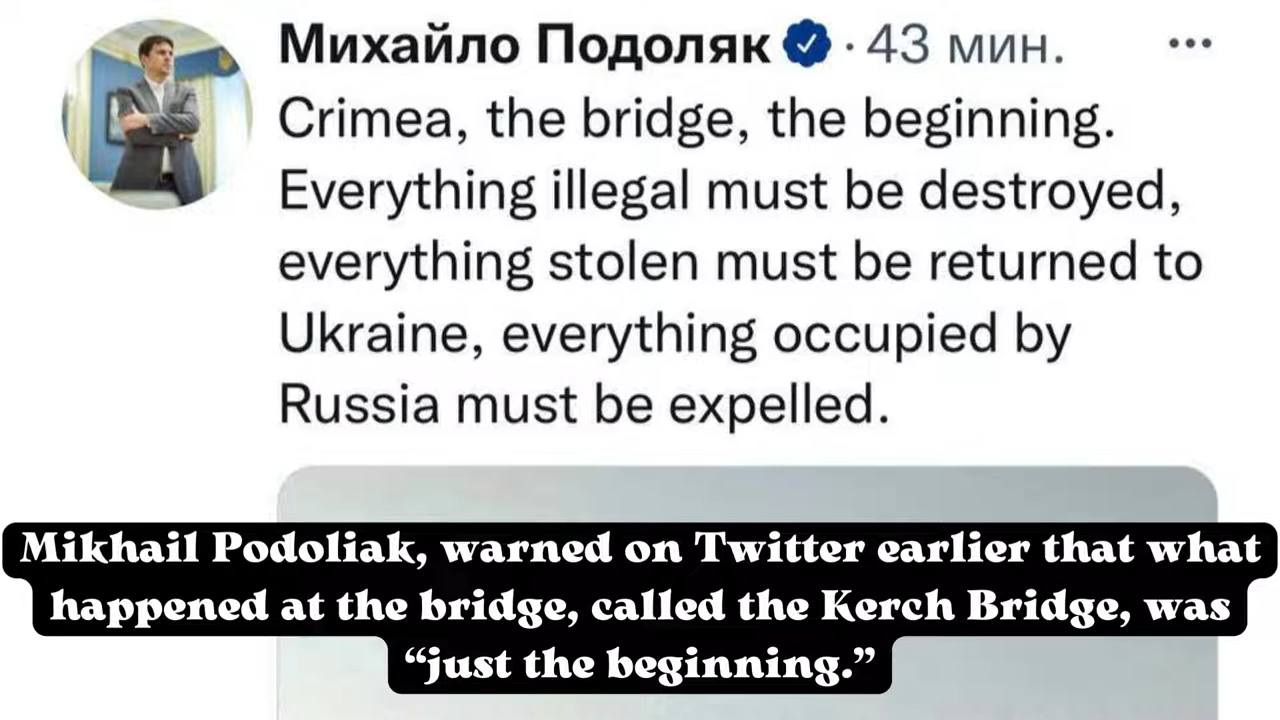 Михайло Подоляк · 43 мин.
Crimea, the bridge, the beginning.
Everything illegal must be destroyed,
everything stolen must be returned to
Ukraine, everything occupied by
Russia must be expelled.
Mikhail Podoliak, warned on Twitter earlier that what
happened at the bridge, called the Kerch Bridge, was
“just the beginning.”